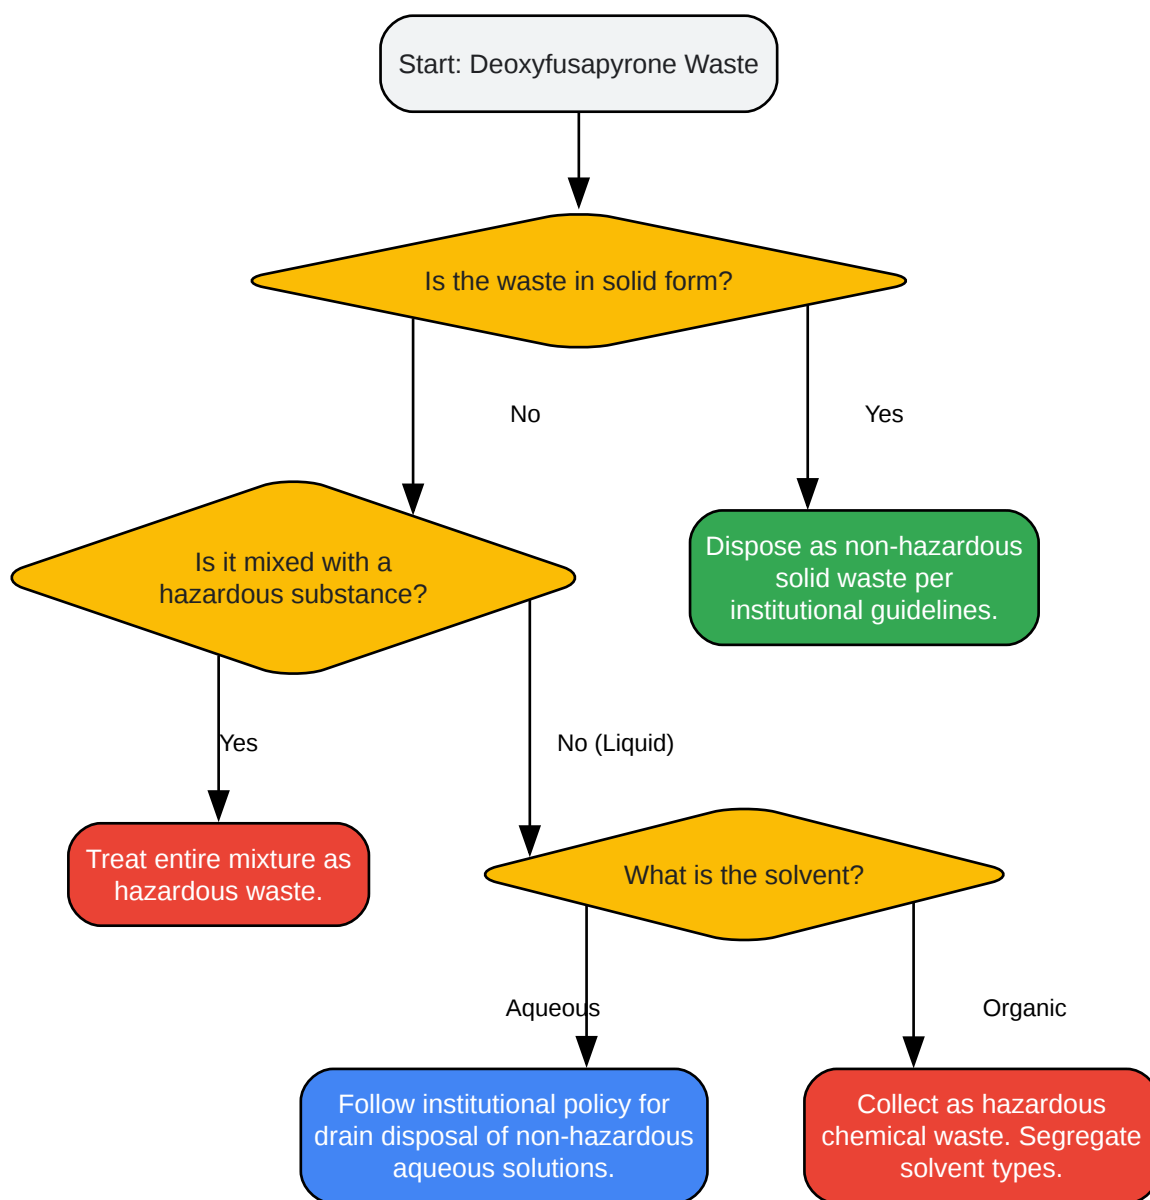 Start: Deoxyfusapyrone Waste
Is the waste in solid form?
No
Yes
Is it mixed with a
hazardous substance?
Dispose as non-hazardous
solid waste per
institutional guidelines.
Yes
No (Liquid)
Treat entire mixture as
hazardous waste.
What is the solvent?
Aqueous
Organic
Follow institutional policy for
drain disposal of non-hazardous
aqueous solutions.
Collect as hazardous
chemical waste. Segregate
solvent types.